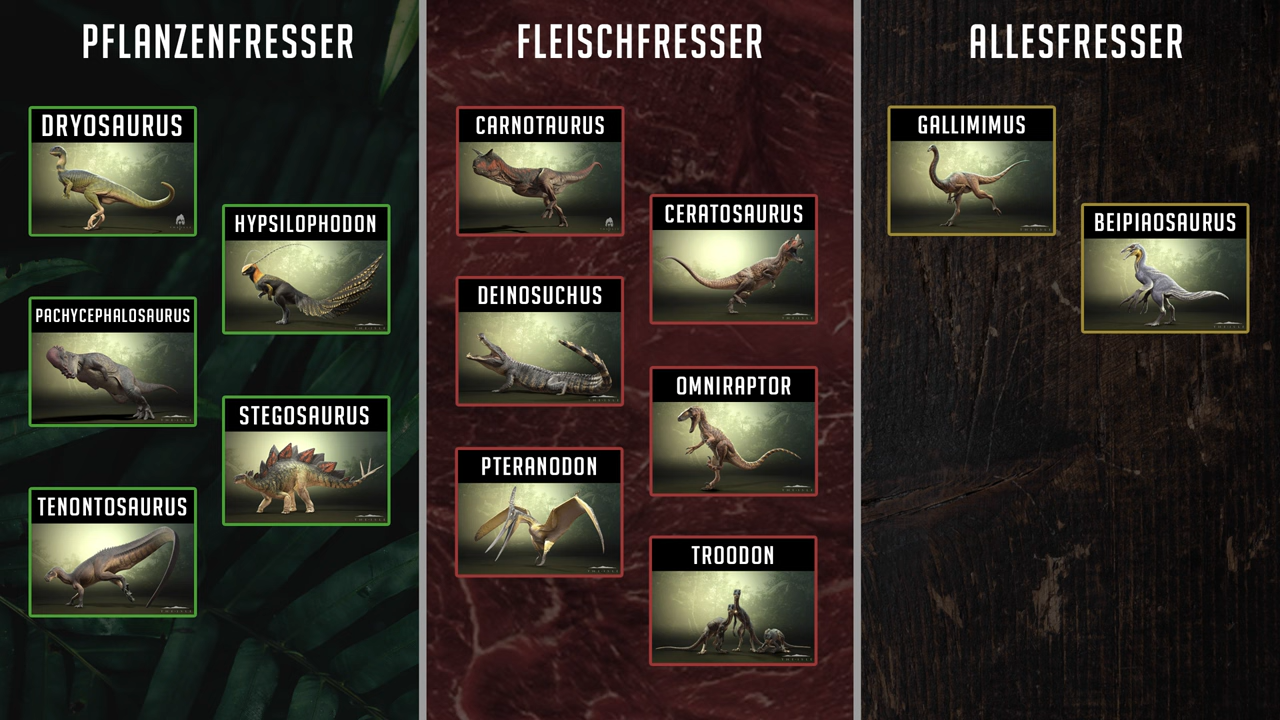 PFLANZENFRESSER
DRYOSAURUS
HYPSILOPHODON
PACHYCEPHALOSAURUS
STEGOSAURUS
TENONTOSAURUS
FLEISCHFRESSER
CARNOTAURUS
CERATOSAURUS
DEINOSUCHUS
OMNIRAPTOR
PTERANODON
TROODON
ALLESFRESSER
GALLIMIMUS
BEIPIAOSAURUS